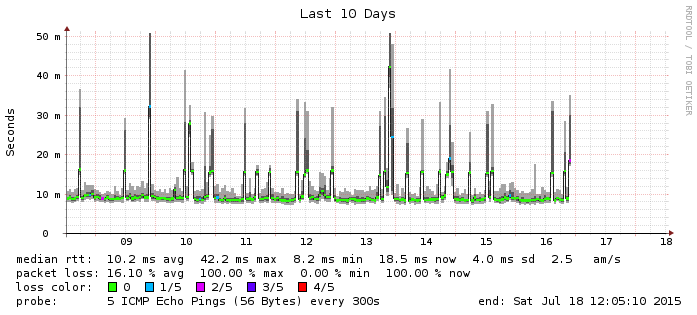 Last 10 Days
RRDTOOL / TOBI OETIKER
Seconds
50 m
40 m
30 m
20 m
10 m
0
09 10 11 12 13 14 15 16 17 18
median rtt: 10.2 ms avg 42.2 ms max 8.2 ms min 18.5 ms now 4.0 ms sd 2.5 am/s
packet loss: 16.10 % avg 100.00 % max 0.00 % min 100.00 % now
loss color: 0 1/5 2/5 3/5 4/5
probe: 5 ICMP Echo Pings (56 Bytes) every 300s end: Sat Jul 18 12:05:10 2015